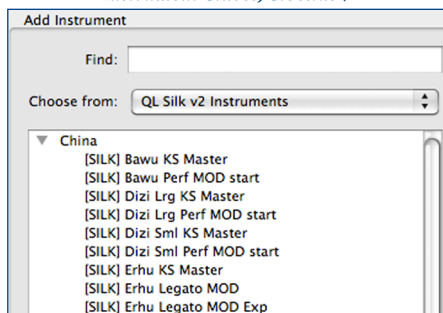 Add Instrument
Find:
Choose from: QL Silk v2 Instruments
China
[SILK] Bawu KS Master
[SILK] Bawu Perf MOD start
[SILK] Dizi Lrg KS Master
[SILK] Dizi Lrg Perf MOD start
[SILK] Dizi Sml KS Master
[SILK] Dizi Sml Perf MOD start
[SILK] Erhu KS Master
[SILK] Erhu Legato MOD
[SILK] Erhu Legato MOD Exp